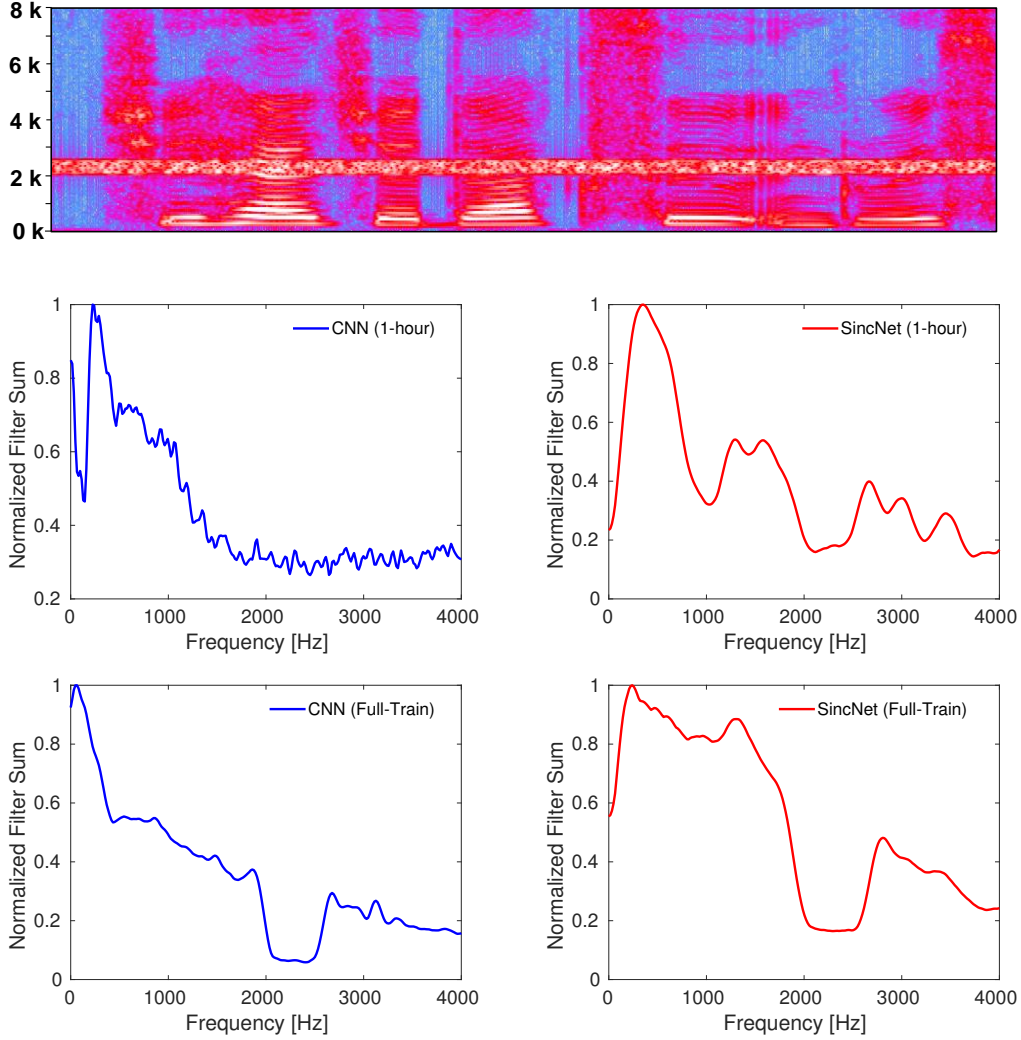 8 k
6 k
4 k
2 k
0 k
CNN (1-hour)
Normalized Filter Sum
1
0.8
0.6
0.4
0.2
0 1000 2000 3000 4000
Frequency [Hz]
SincNet (1-hour)
Normalized Filter Sum
1
0.8
0.6
0.4
0.2
0
0 1000 2000 3000 4000
Frequency [Hz]
CNN (Full-Train)
Normalized Filter Sum
1
0.8
0.6
0.4
0.2
0
0 1000 2000 3000 4000
Frequency [Hz]
SincNet (Full-Train)
Normalized Filter Sum
1
0.8
0.6
0.4
0.2
0
0 1000 2000 3000 4000
Frequency [Hz]